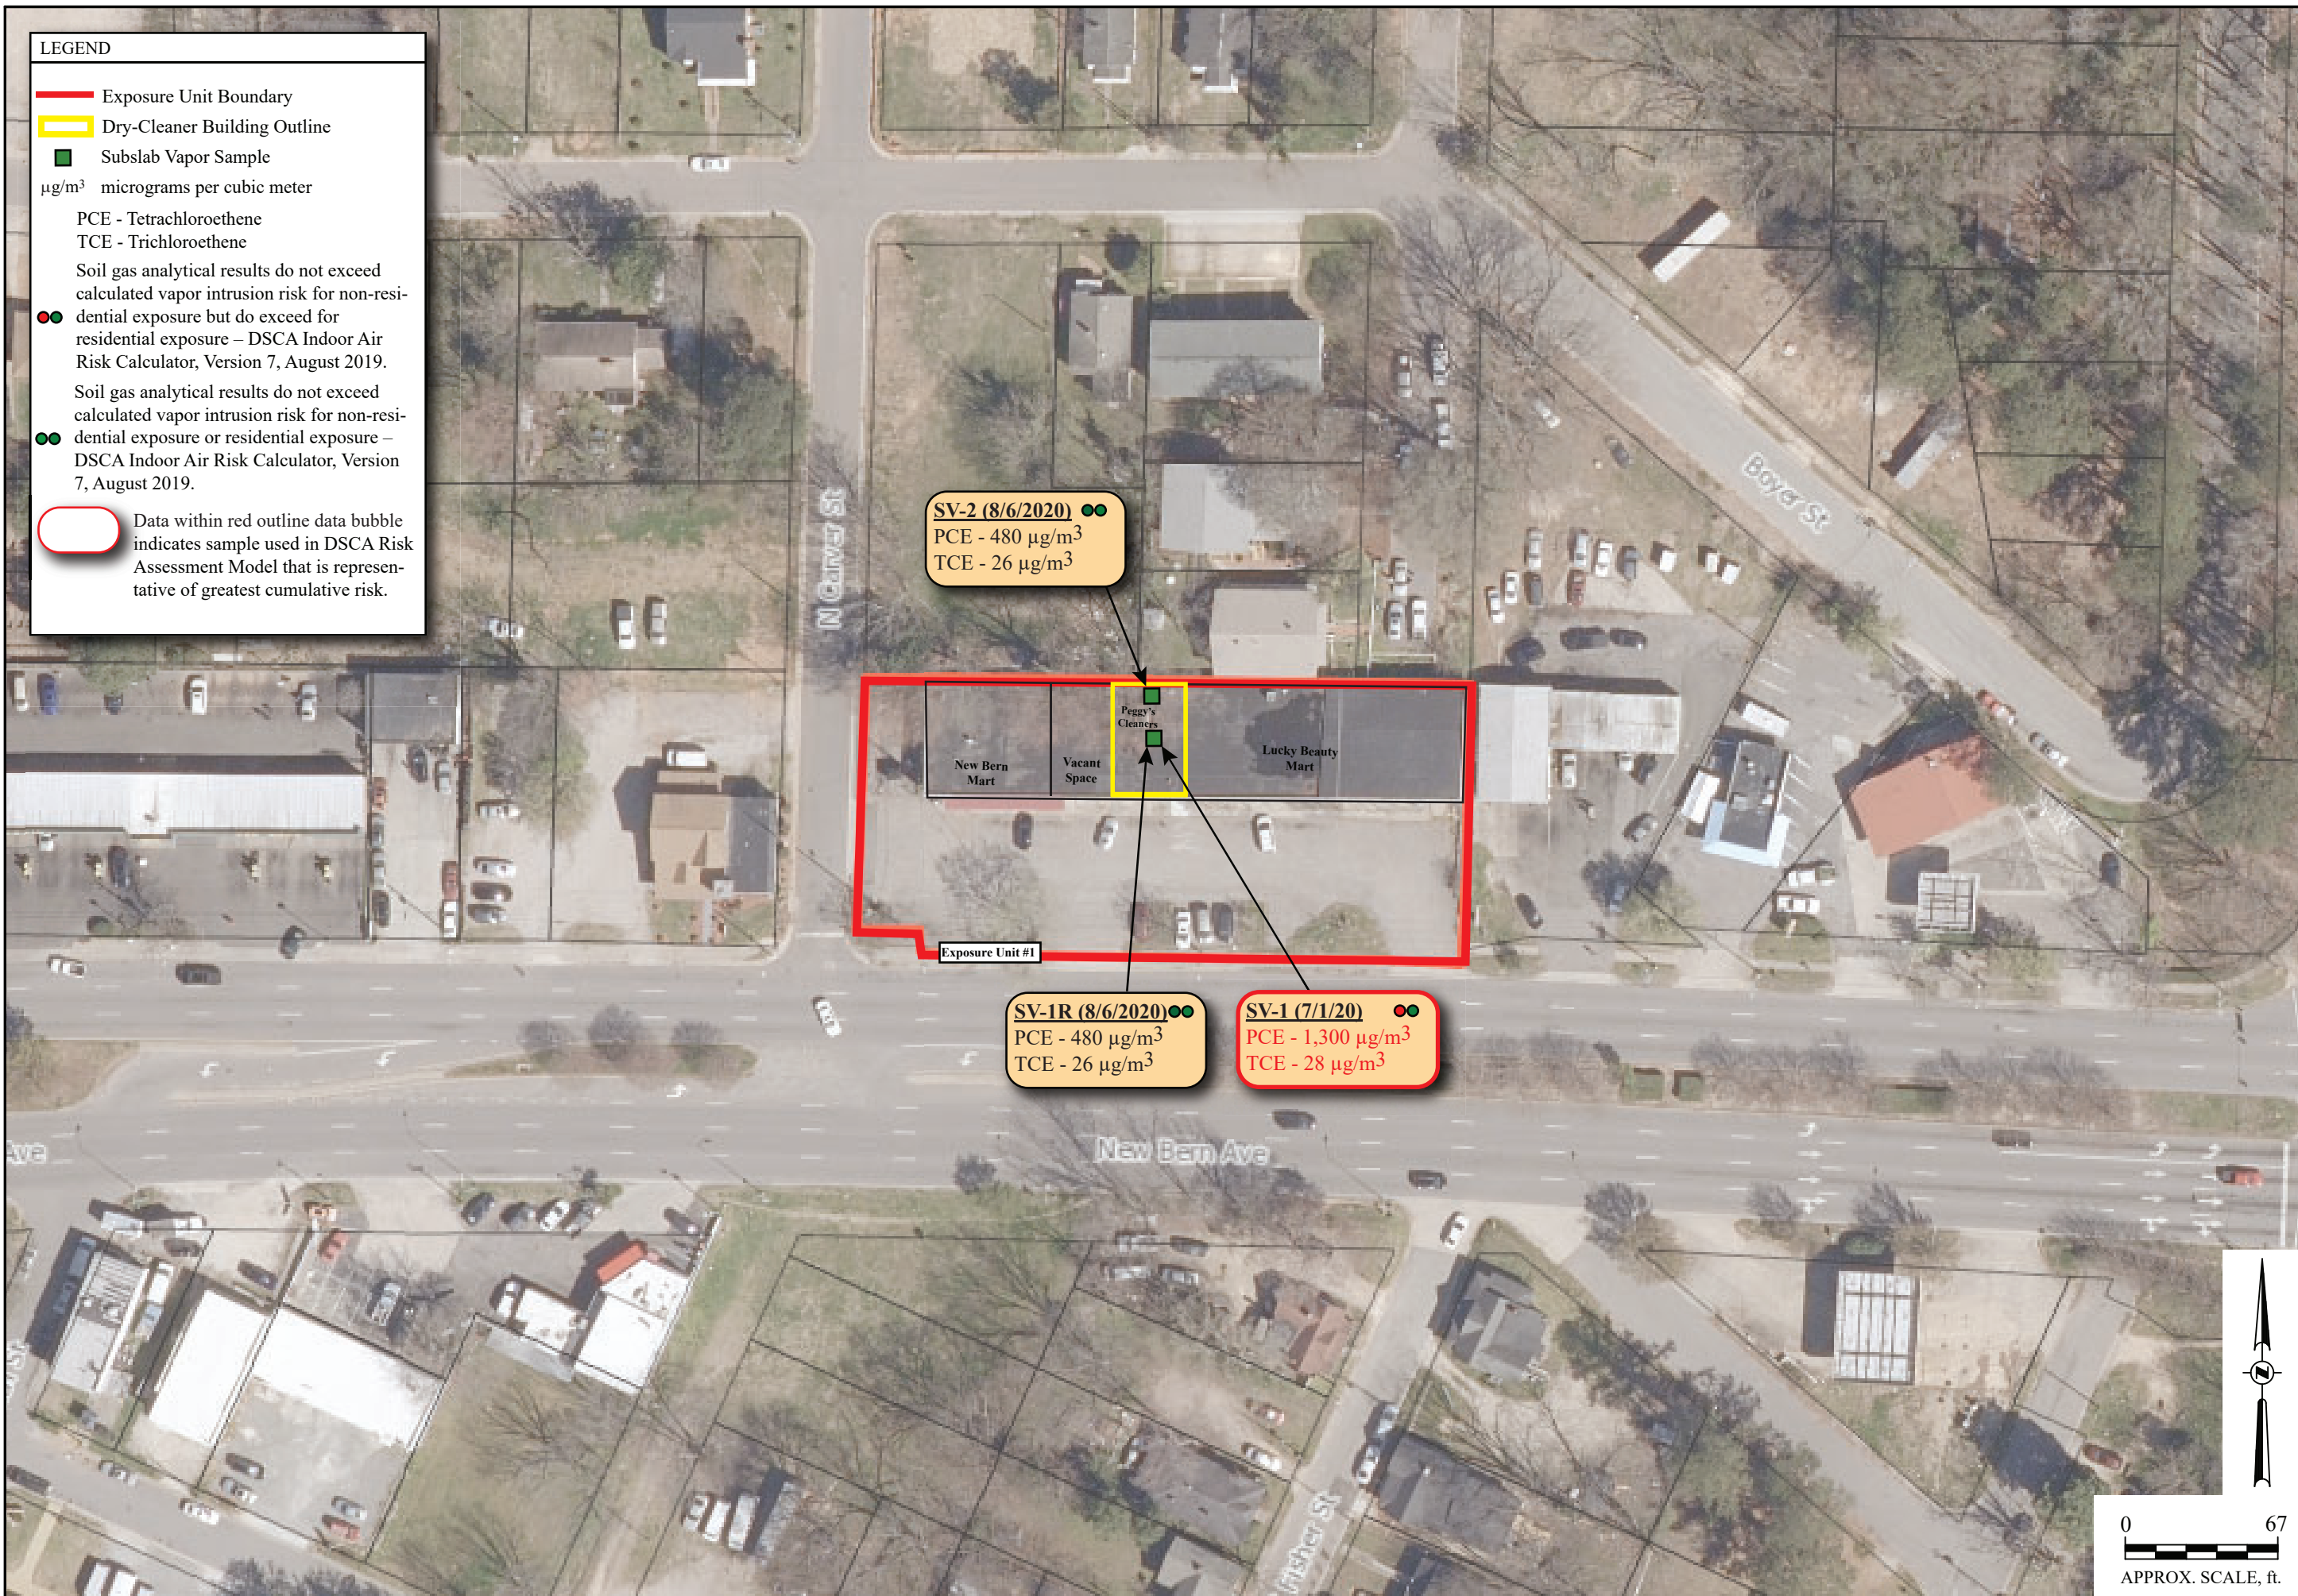 LEGEND
Exposure Unit Boundary
Dry-Cleaner Building Outline
Subslab Vapor Sample
µg/m³ micrograms per cubic meter
PCE - Tetrachloroethene
TCE - Trichloroethene
Soil gas analytical results do not exceed
calculated vapor intrusion risk for non-resi-
dential exposure but do exceed for
residential exposure – DSCA Indoor Air
Risk Calculator, Version 7, August 2019.
Soil gas analytical results do not exceed
calculated vapor intrusion risk for non-resi-
dential exposure or residential exposure –
DSCA Indoor Air Risk Calculator, Version
7, August 2019.
Data within red outline data bubble
indicates sample used in DSCA Risk
Assessment Model that is represen-
tative of greatest cumulative risk.
N Carver St
Boyer St
SV-2 (8/6/2020)
PCE - 480 µg/m³
TCE - 26 µg/m³
Peggy's
Cleaners
New Bern
Mart
Vacant
Space
Lucky Beauty
Mart
Exposure Unit #1
SV-1R (8/6/2020)
PCE - 480 µg/m³
TCE - 26 µg/m³
SV-1 (7/1/20)
PCE - 1,300 µg/m³
TCE - 28 µg/m³
Ave
New Bern Ave
St
Fisher St
N
0 67
APPROX. SCALE, ft.